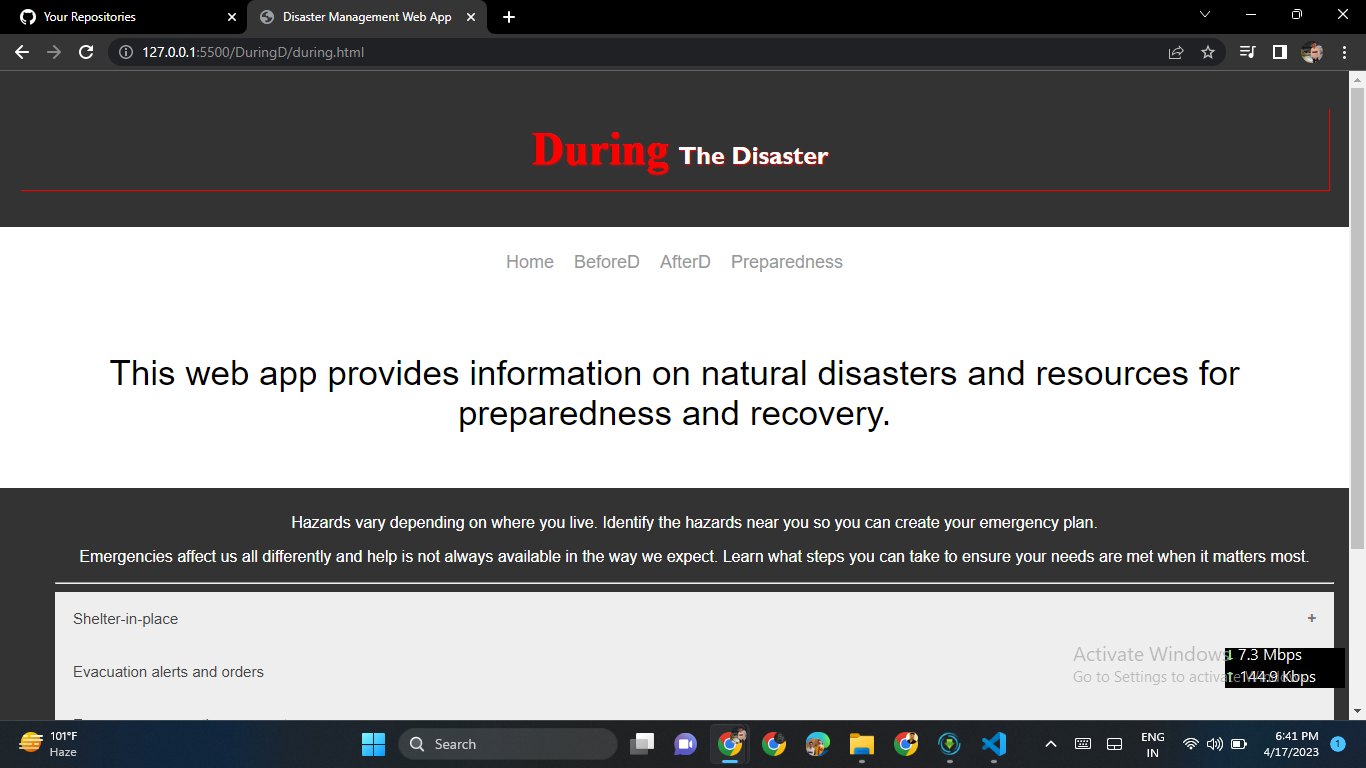 Your Repositories
Disaster Management Web App
127.0.0.1:5500/DuringD/during.html
During The Disaster
Home BeforeD AfterD Preparedness
This web app provides information on natural disasters and resources for
preparedness and recovery.
Hazards vary depending on where you live. Identify the hazards near you so you can create your emergency plan.
Emergencies affect us all differently and help is not always available in the way we expect. Learn what steps you can take to ensure your needs are met when it matters most.
Shelter-in-place +
Evacuation alerts and orders
Activate Windows
Go to Settings to activate Windows.
↓ 7.3 Mbps
↑ 144.9 Kbps
101°F
Haze
Search
ENG
IN
6:41 PM
4/17/2023
1